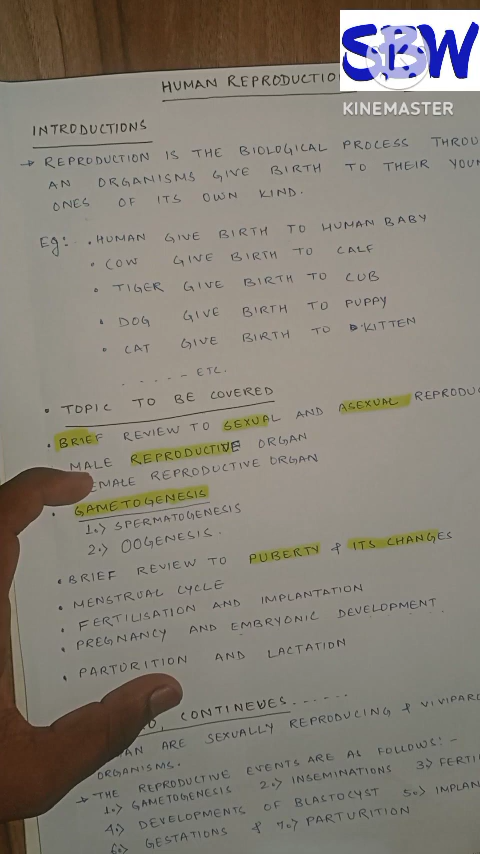 SBW
KINEMASTER
HUMAN REPRODUCTIO
INTRODUCTIONS
→ REPRODUCTION IS THE BIOLOGICAL PROCESS THROU
AN ORGANISMS GIVE BIRTH TO THEIR YOUN
ONES OF ITS OWN KIND.
Eg:- • HUMAN GIVE BIRTH TO HUMAN BABY
• COW GIVE BIRTH TO CALF
• TIGER GIVE BIRTH TO CUB
• DOG GIVE BIRTH TO PUPPY
• CAT GIVE BIRTH TO KITTEN
. . . . - ETC.
• TOPIC TO BE COVERED
• BRIEF REVIEW TO SEXUAL AND ASEXUAL REPRODUC
MALE REPRODUCTIVE ORGAN
EMALE REPRODUCTIVE ORGAN
• GAMETOGENESIS
1.> SPERMATOGENESIS
2.> OOGENESIS.
• BRIEF REVIEW TO PUBERTY & ITS CHANGES
• MENSTRUAL CYCLE
• FERTILISATION AND IMPLANTATION
• PREGNANCY AND EMBRYONIC DEVELOPMENT
• PARTURITION AND LACTATION
O, CONTINEUES......
AN ARE SEXUALLY REPRODUCING & VIVIPARO
ORGANISMS.
→ THE REPRODUCTIVE EVENTS ARE AS FOLLOWS:-
1.> GAMETOGENESIS 2.> INSEMINATIONS 3> FERTI
4.> DEVELOPMENTS OF BLASTOCYST 5.> IMPLAN
6.> GESTATIONS & 7.> PARTURITION